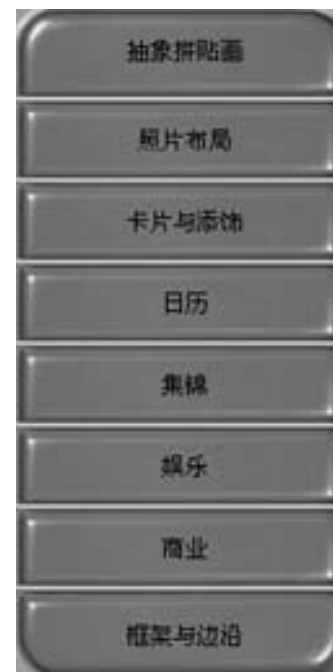 抽象拼贴画
照片布局
卡片与添饰
日历
集锦
娱乐
商业
框架与边沿